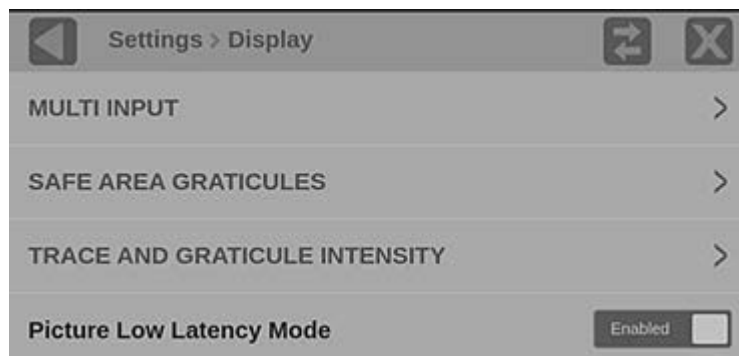 Settings > Display
MULTI INPUT
SAFE AREA GRATICULES
TRACE AND GRATICULE INTENSITY
Picture Low Latency Mode Enabled